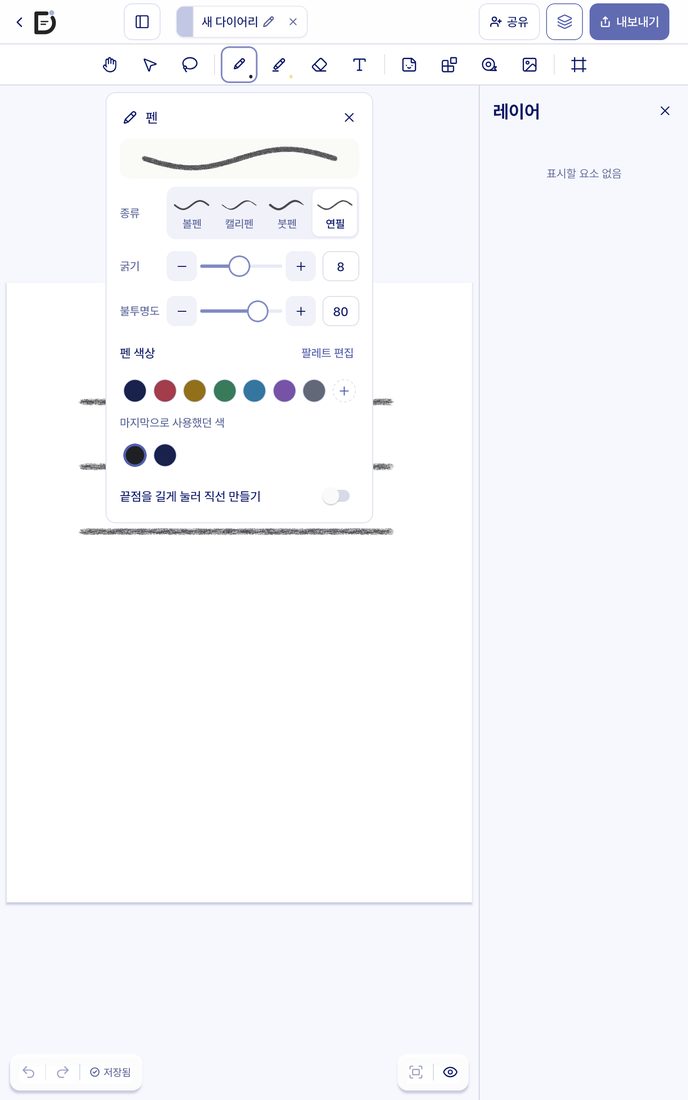 새 다이어리
공유
내보내기
펜
종류
볼펜
캘리펜
붓펜
연필
굵기
8
불투명도
80
펜 색상
팔레트 편집
마지막으로 사용했던 색
끝점을 길게 눌러 직선 만들기
레이어
표시할 요소 없음
저장됨